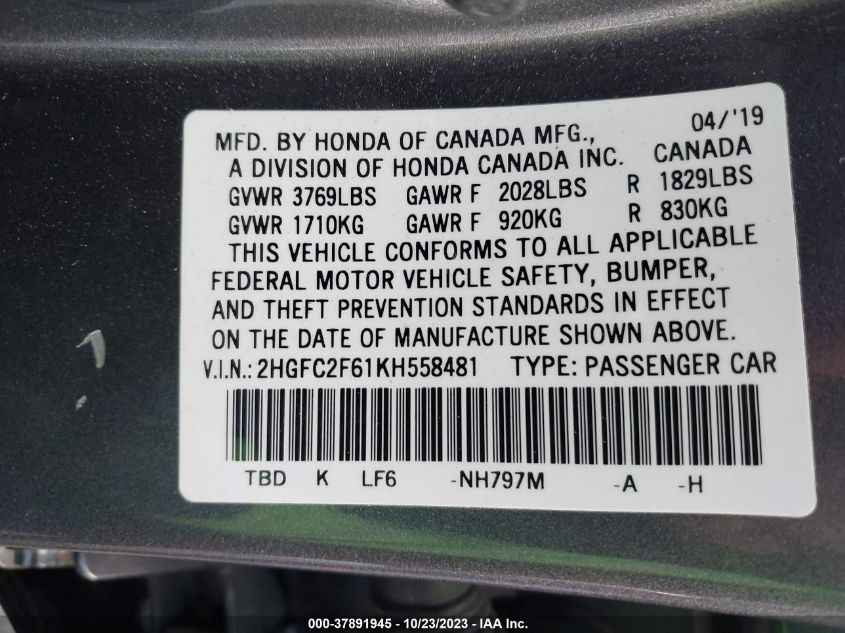 04/'19
MFD. BY HONDA OF CANADA MFG.,
A DIVISION OF HONDA CANADA INC. CANADA
GVWR 3769LBS GAWR F 2028LBS R 1829LBS
GVWR 1710KG GAWR F 920KG R 830KG
THIS VEHICLE CONFORMS TO ALL APPLICABLE
FEDERAL MOTOR VEHICLE SAFETY, BUMPER,
AND THEFT PREVENTION STANDARDS IN EFFECT
ON THE DATE OF MANUFACTURE SHOWN ABOVE.
V.I.N.: 2HGFC2F61KH558481 TYPE: PASSENGER CAR
TBD K LF6 -NH797M -A -H
000-37891945 - 10/23/2023 - IAA Inc.